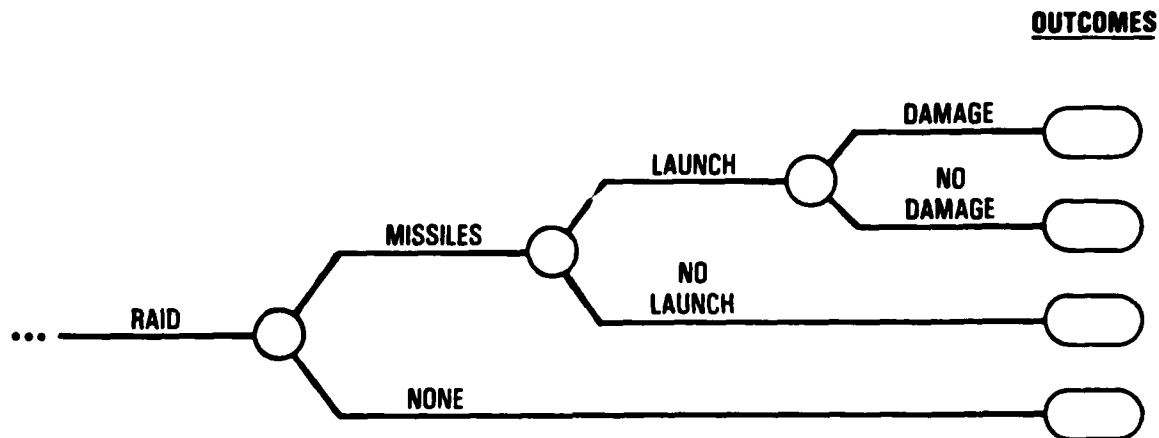 OUTCOMES
DAMAGE
LAUNCH
NO
DAMAGE
MISSILES
NO
LAUNCH
... RAID
NONE